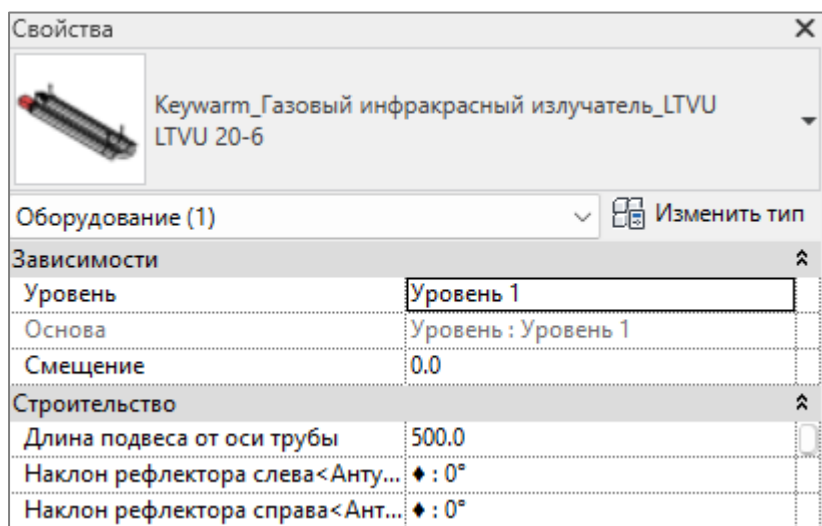 Свойства
Keywarm_Газовый инфракрасный излучатель_LTVU
LTVU 20-6
Оборудование (1)
Изменить тип
Зависимости
Уровень Уровень 1
Основа Уровень : Уровень 1
Смещение 0.0
Строительство
Длина подвеса от оси трубы 500.0
Наклон рефлектора слева<Анту... ♦ : 0°
Наклон рефлектора справа<Ант... ♦ : 0°